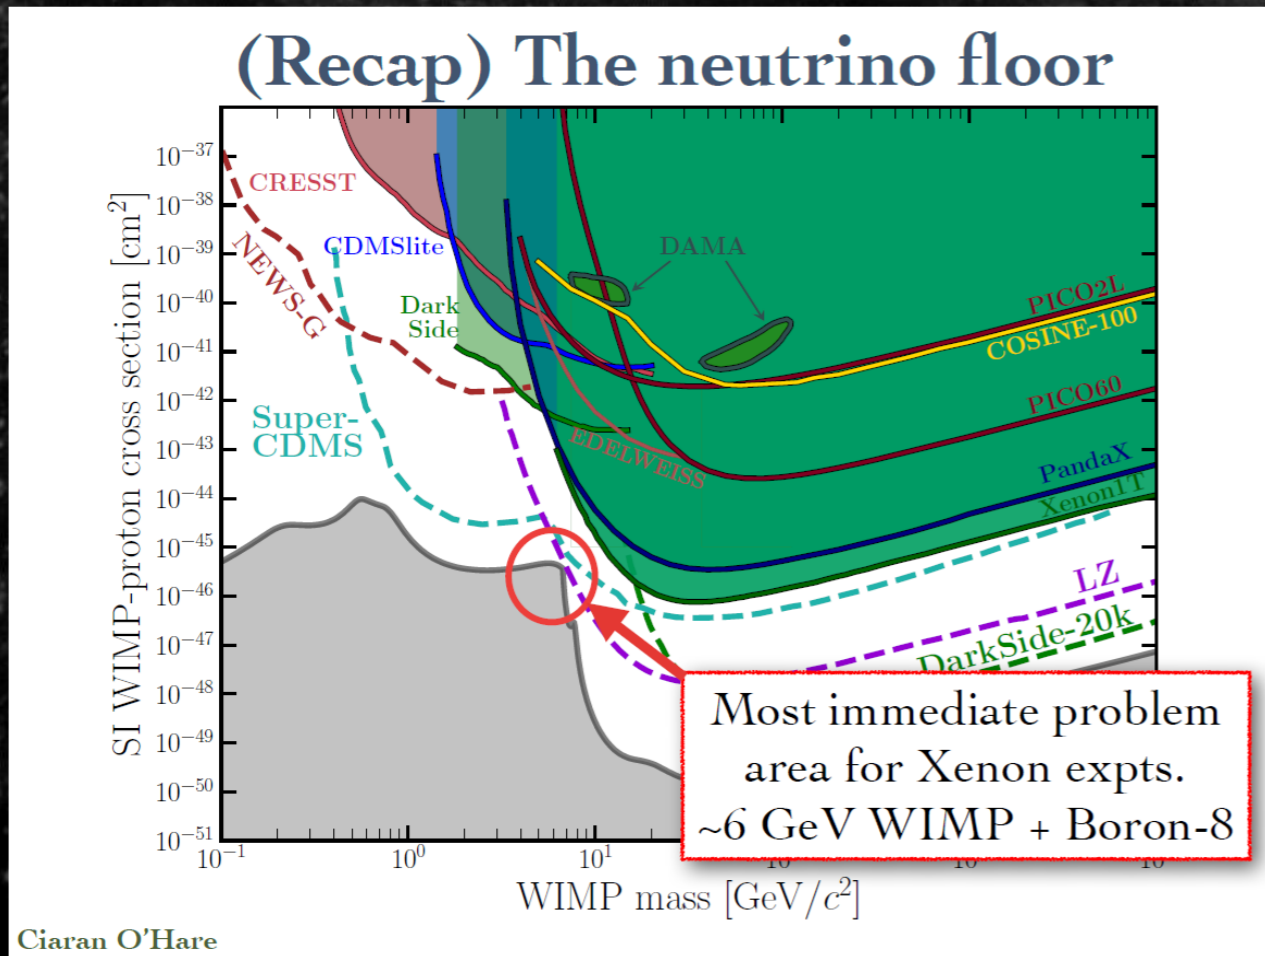 (Recap) The neutrino floor
SI WIMP-proton cross section [cm²]
10⁻³⁷
10⁻³⁸
10⁻³⁹
10⁻⁴⁰
10⁻⁴¹
10⁻⁴²
10⁻⁴³
10⁻⁴⁴
10⁻⁴⁵
10⁻⁴⁶
10⁻⁴⁷
10⁻⁴⁸
10⁻⁴⁹
10⁻⁵⁰
10⁻⁵¹
CRESST
NEWS-G
CDMSlite
Dark
Side
Super-
CDMS
DAMA
EDELWEISS
PICO2L
COSINE-100
PICO60
PandaX
Xenon1T
LZ
DarkSide-20k
Most immediate problem
area for Xenon expts.
~6 GeV WIMP + Boron-8
10⁻¹
10⁰
10¹
WIMP mass [GeV/c²]
Ciaran O'Hare